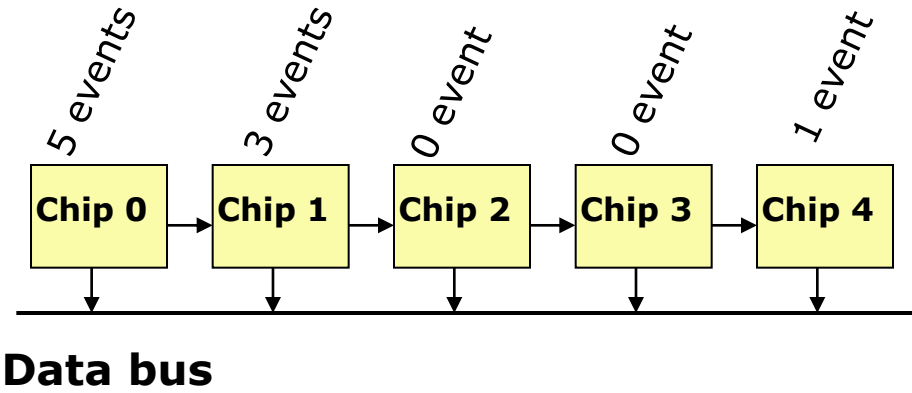 5 events
3 events
0 event
0 event
1 event
Chip 0
Chip 1
Chip 2
Chip 3
Chip 4
Data bus